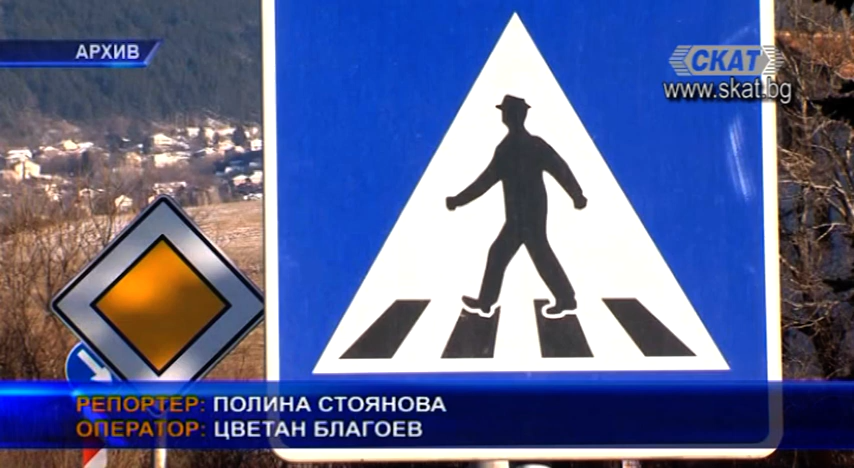 АРХИВ
СКАТ
www.skat.bg
РЕПОРТЕР: ПОЛИНА СТОЯНОВА
ОПЕРАТОР: ЦВЕТАН БЛАГОЕВ